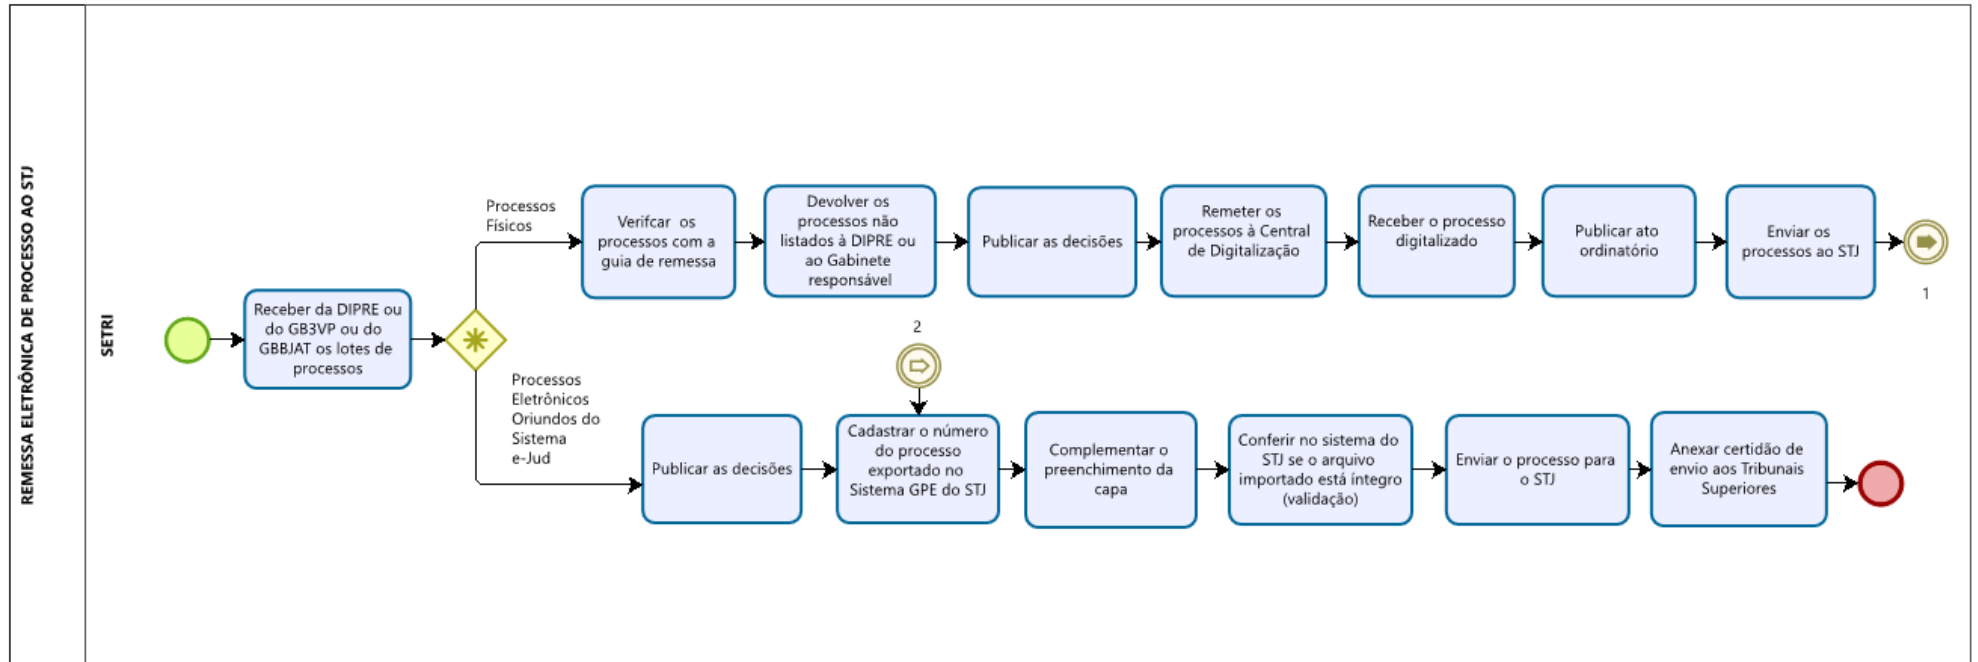 REMESSA ELETRÔNICA DE PROCESSO AO STJ
SETRI
Receber da DIPRE ou
do GB3VP ou do
GBBJAT os lotes de
processos
Processos
Físicos
Verifcar os
processos com a
guia de remessa
Devolver os
processos não
listados à DIPRE ou
ao Gabinete
responsável
Publicar as decisões
Remeter os
processos à Central
de Digitalização
Receber o processo
digitalizado
Publicar ato
ordinatório
Enviar os
processos ao STJ
1
Processos
Eletrônicos
Oriundos do
Sistema
e-Jud
Publicar as decisões
2
Cadastrar o número
do processo
exportado no
Sistema GPE do STJ
Complementar o
preenchimento da
capa
Conferir no sistema do
STJ se o arquivo
importado está íntegro
(validação)
Enviar o processo para
o STJ
Anexar certidão de
envio aos Tribunais
Superiores